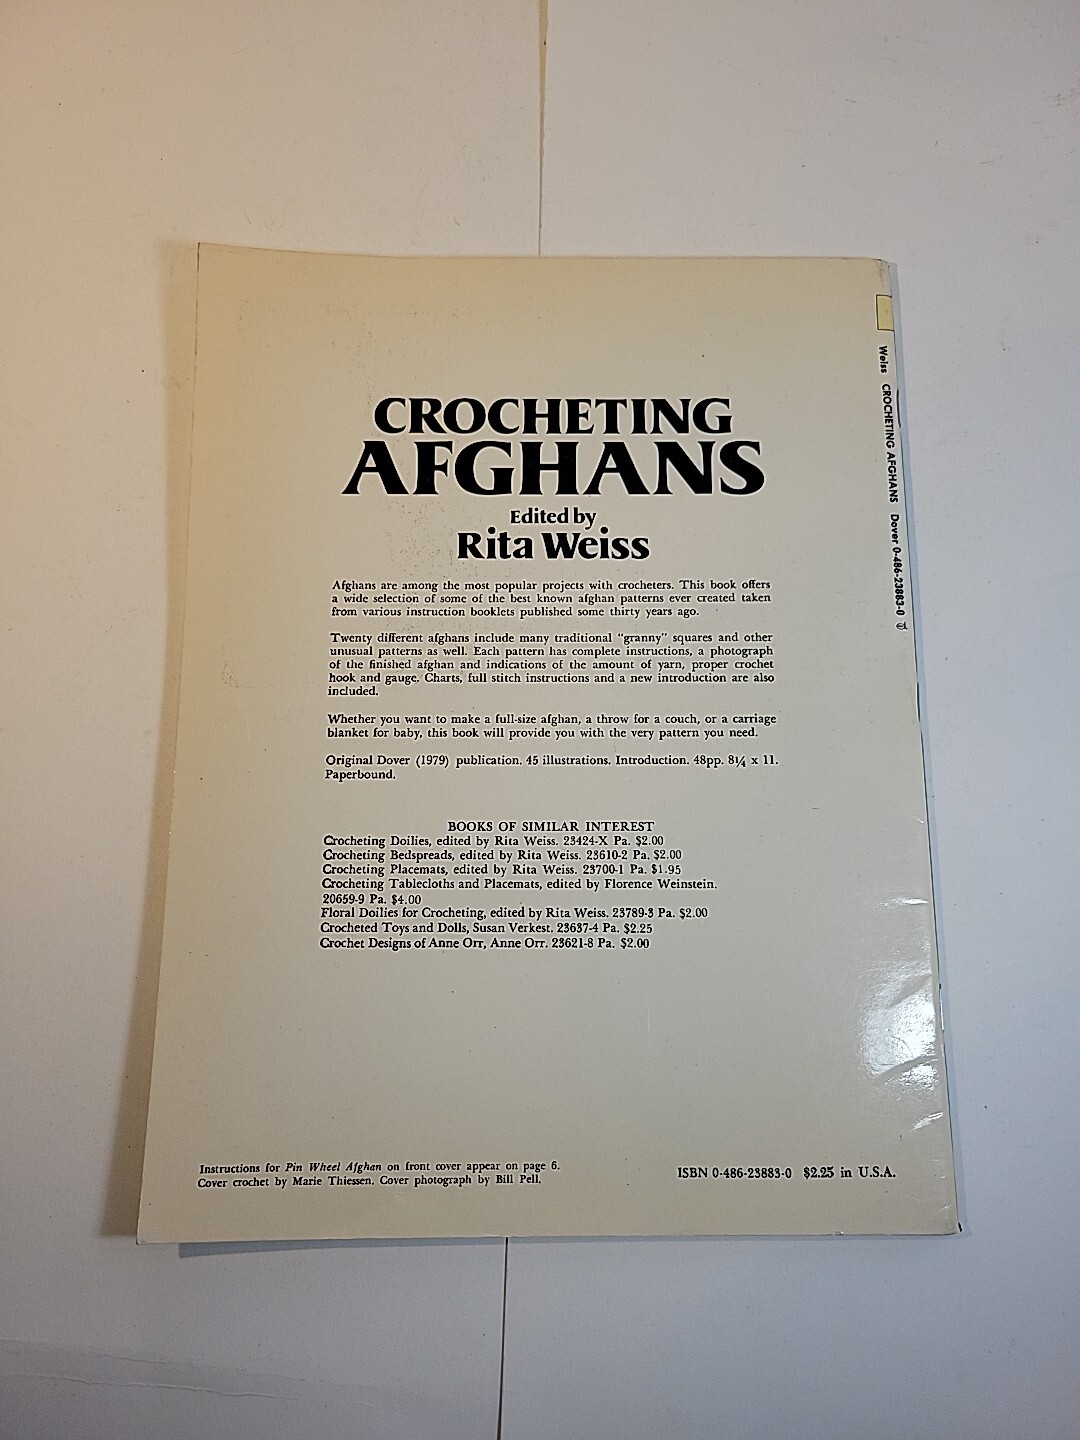 CROCHETING
AFGHANS
Edited by
Rita Weiss
Afghans are among the most popular projects with crocheters. This book offers
a wide selection of some of the best known afghan patterns ever created taken
from various instruction booklets published some thirty years ago.
Twenty different afghans include many traditional "granny" squares and other
unusual patterns as well. Each pattern has complete instructions, a photograph
of the finished afghan and indications of the amount of yarn, proper crochet
hook and gauge. Charts, full stitch instructions and a new introduction are also
included.
Whether you want to make a full-size afghan, a throw for a couch, or a carriage
blanket for baby, this book will provide you with the very pattern you need.
Original Dover (1979) publication. 45 illustrations. Introduction. 48pp. 8¼ x 11.
Paperbound.
BOOKS OF SIMILAR INTEREST
Crocheting Doilies, edited by Rita Weiss. 23424-X Pa. $2.00
Crocheting Bedspreads, edited by Rita Weiss. 23610-2 Pa. $2.00
Crocheting Placemats, edited by Rita Weiss. 23700-1 Pa. $1.95
Crocheting Tablecloths and Placemats, edited by Florence Weinstein.
20659-9 Pa. $4.00
Floral Doilies for Crocheting, edited by Rita Weiss. 23789-3 Pa. $2.00
Crocheted Toys and Dolls, Susan Verkest. 23637-4 Pa. $2.25
Crochet Designs of Anne Orr, Anne Orr. 23621-8 Pa. $2.00
Instructions for Pin Wheel Afghan on front cover appear on page 6.
Cover crochet by Marie Thiessen. Cover photograph by Bill Pell.
ISBN 0-486-23883-0 $2.25 in U.S.A.
Weiss CROCHETING AFGHANS Dover 0-486-23883-0